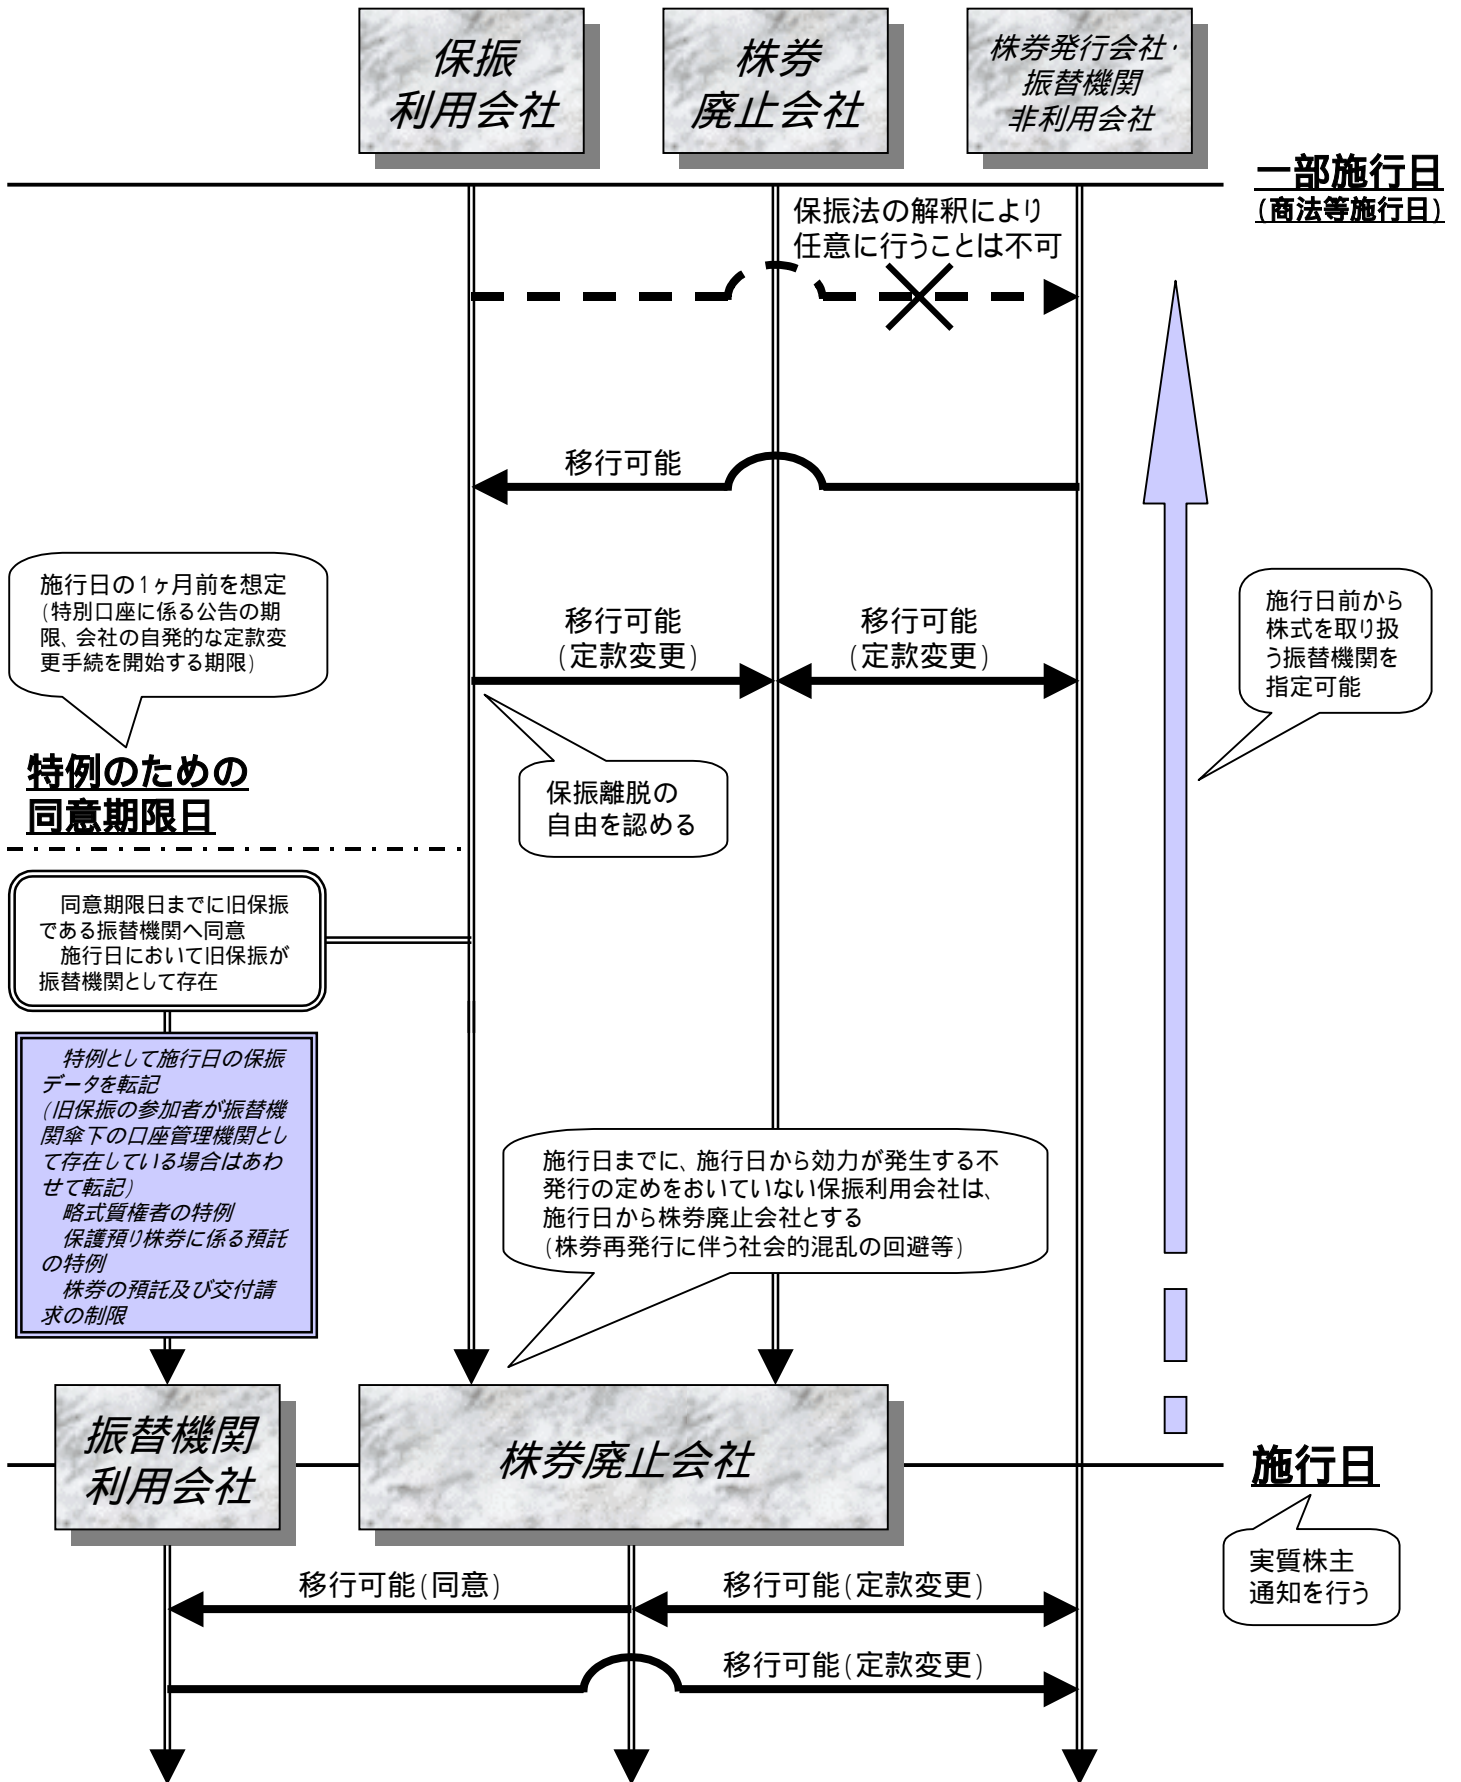 保振
利用会社
株券
廃止会社
株券発行会社・
振替機関
非利用会社
一部施行日
(商法等施行日)
保振法の解釈により
任意に行うことは不可
移行可能
施行日の1ヶ月前を想定
(特別口座に係る公告の期
限、会社の自発的な定款変
更手続を開始する期限)
移行可能
(定款変更)
移行可能
(定款変更)
施行日前から
株式を取り扱
う振替機関を
指定可能
特例のための
同意期限日
保振離脱の
自由を認める
同意期限日までに旧保振
である振替機関へ同意
施行日において旧保振が
振替機関として存在
特例として施行日の保振
データを転記
(旧保振の参加者が振替機
関傘下の口座管理機関とし
て存在している場合はあわ
せて転記)
略式質権者の特例
保護預り株券に係る預託
の特例
株券の預託及び交付請
求の制限
施行日までに、施行日から効力が発生する不
発行の定めをおいていない保振利用会社は、
施行日から株券廃止会社とする
(株券再発行に伴う社会的混乱の回避等)
振替機関
利用会社
株券廃止会社
施行日
実質株主
通知を行う
移行可能(同意)
移行可能(定款変更)
移行可能(定款変更)